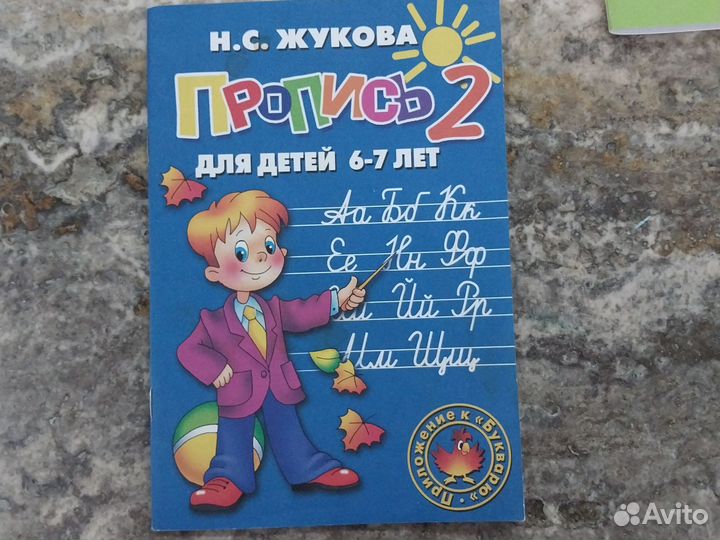 Н.С. ЖУКОВА
ПРОПИСЬ 2
ДЛЯ ДЕТЕЙ 6-7 ЛЕТ
Аа Бб Кк
Ее Нн Фф
Йй Рр
Мм Щщ
Приложение к «Букварю»
Avito